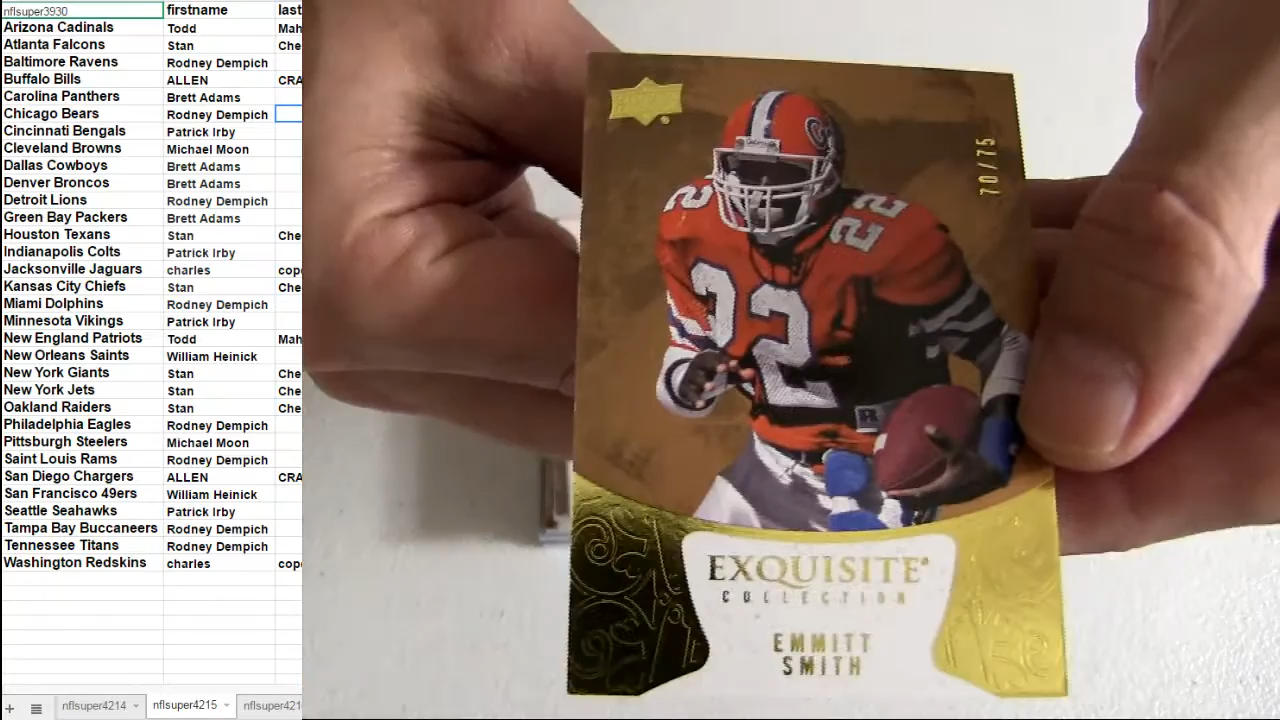 nflsuper3930 firstname last
Arizona Cadinals Todd Mah
Atlanta Falcons Stan Che
Baltimore Ravens Rodney Dempich
Buffalo Bills ALLEN CRA
Carolina Panthers Brett Adams
Chicago Bears Rodney Dempich
Cincinnati Bengals Patrick Irby
Cleveland Browns Michael Moon
Dallas Cowboys Brett Adams
Denver Broncos Brett Adams
Detroit Lions Rodney Dempich
Green Bay Packers Brett Adams
Houston Texans Stan Che
Indianapolis Colts Patrick Irby
Jacksonville Jaguars charles cope
Kansas City Chiefs Stan Che
Miami Dolphins Rodney Dempich
Minnesota Vikings Patrick Irby
New England Patriots Todd Mah
New Orleans Saints William Heinick
New York Giants Stan Che
New York Jets Stan Che
Oakland Raiders Stan Che
Philadelphia Eagles Rodney Dempich
Pittsburgh Steelers Michael Moon
Saint Louis Rams Rodney Dempich
San Diego Chargers ALLEN CRA
San Francisco 49ers William Heinick
Seattle Seahawks Patrick Irby
Tampa Bay Buccaneers Rodney Dempich
Tennessee Titans Rodney Dempich
Washington Redskins charles cope
nflsuper4214 nflsuper4215 nflsuper421
70/75
22
22
22
EXQUISITE
COLLECTION
EMMITT
SMITH